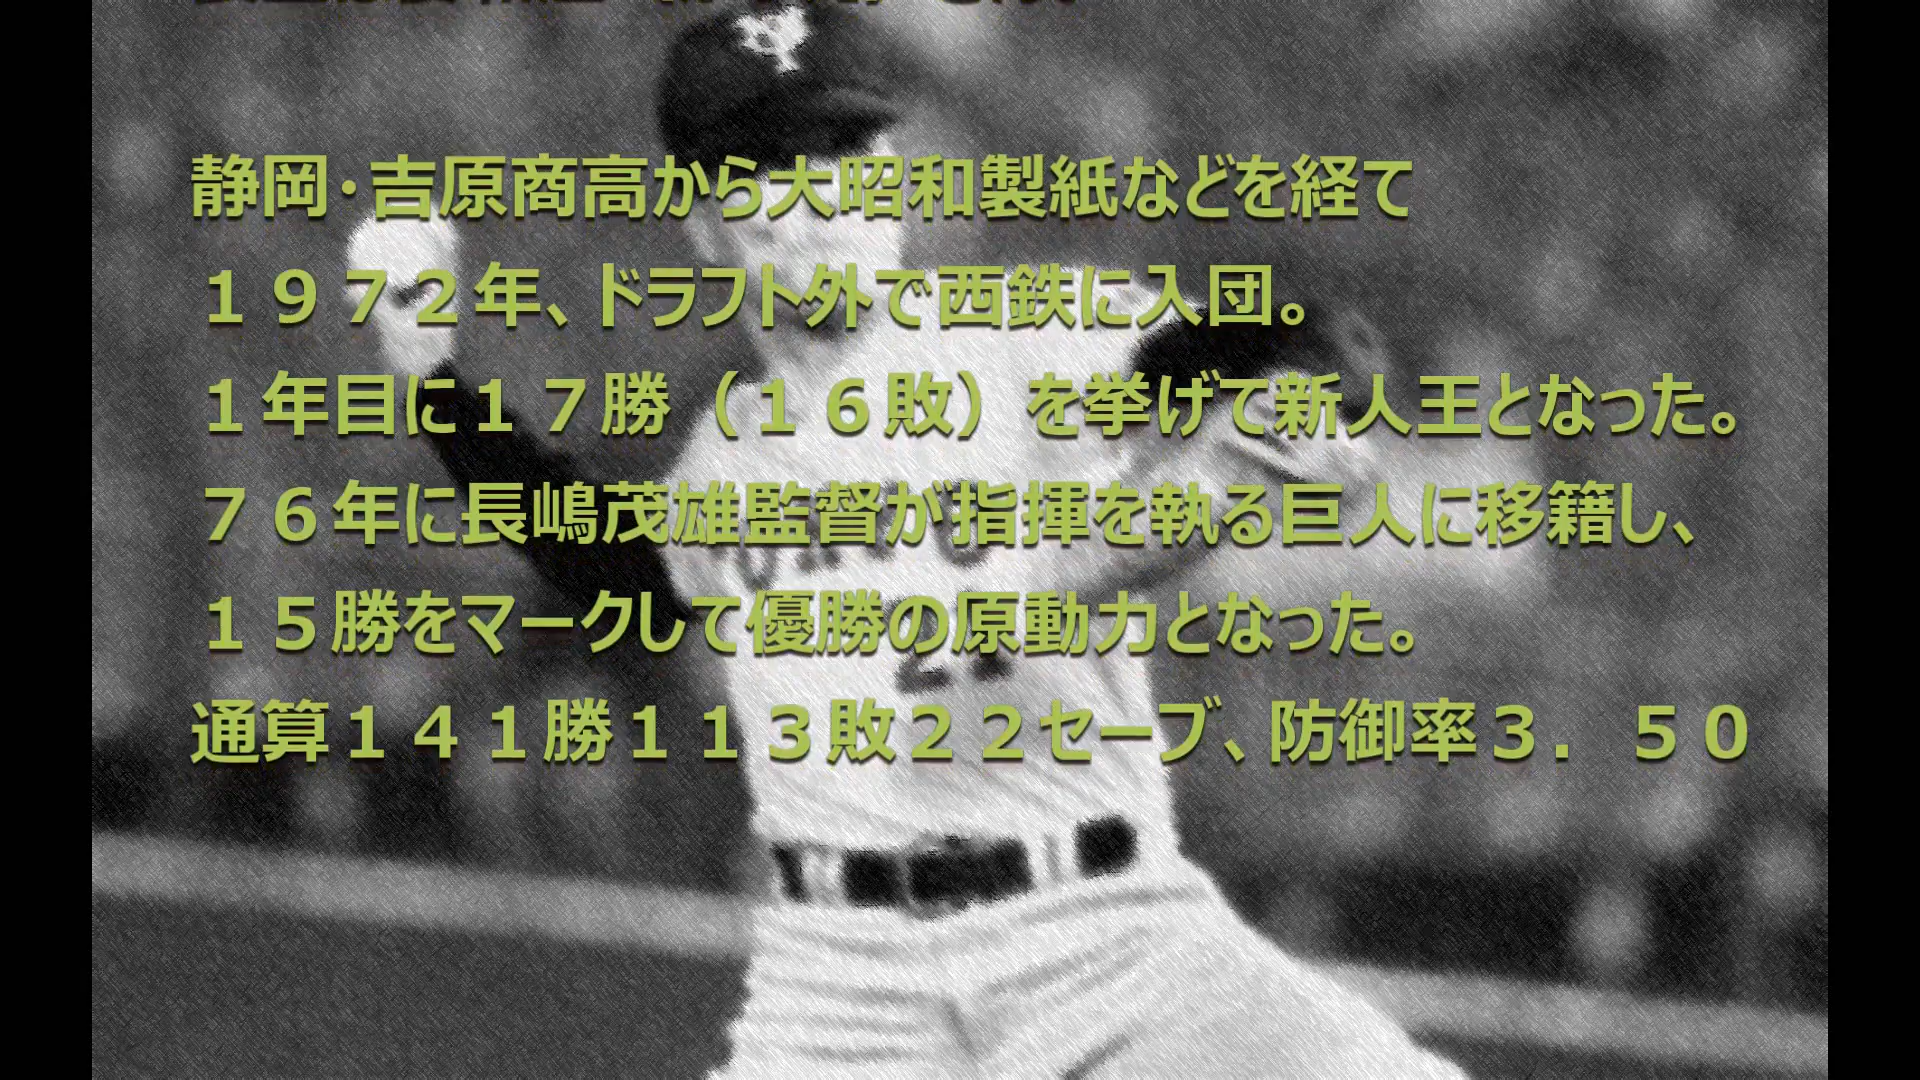 静岡・吉原商高から大昭和製紙などを経て
１９７２年、ドラフト外で西鉄に入団。
１年目に１７勝（１６敗）を挙げて新人王となった。
７６年に長嶋茂雄監督が指揮を執る巨人に移籍し、
１５勝をマークして優勝の原動力となった。
通算１４１勝１１３敗２２セーブ、防御率３．５０